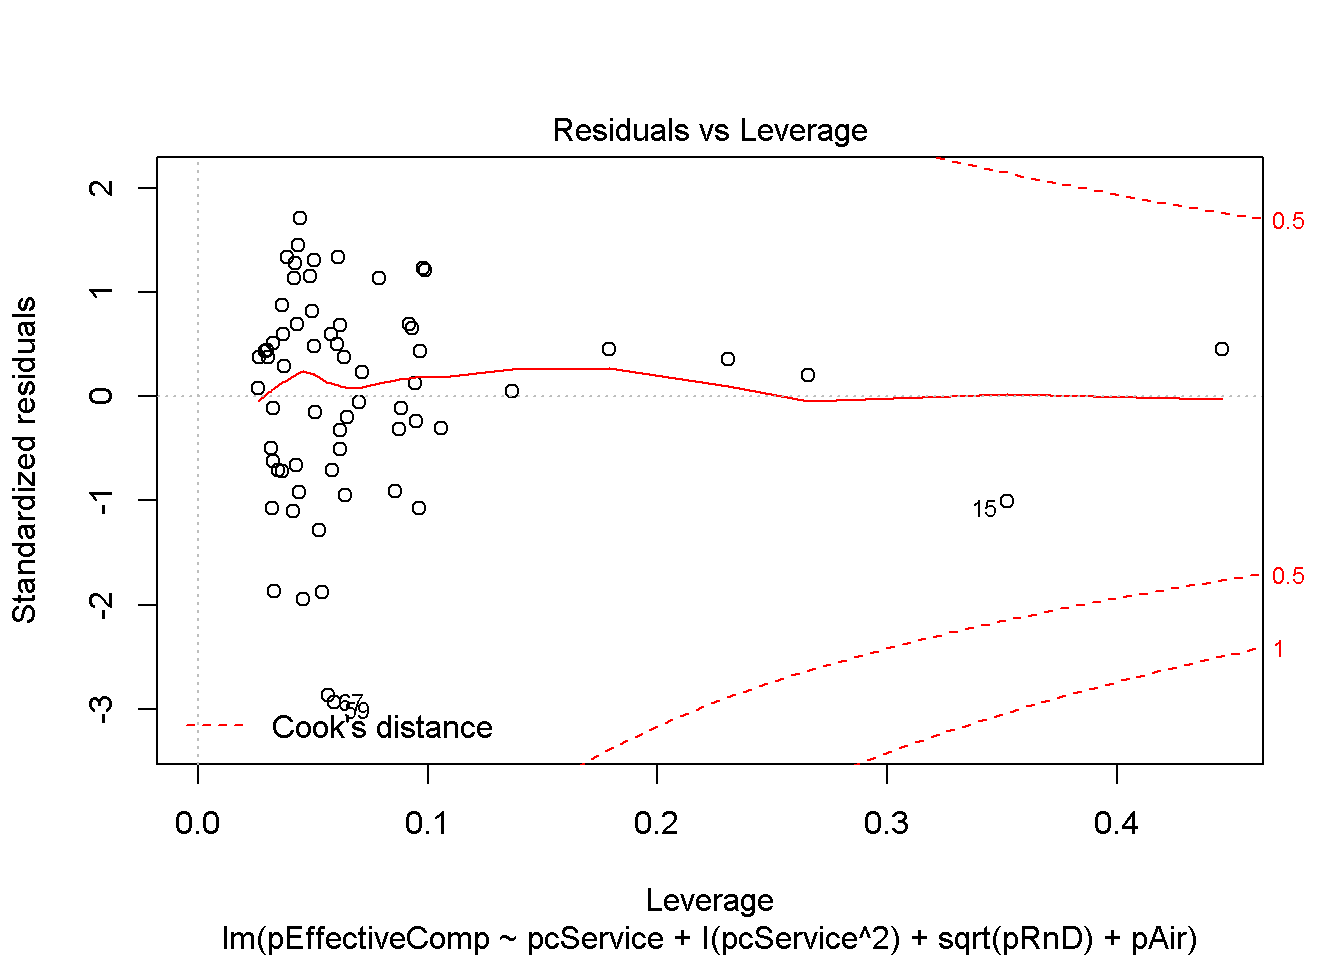 Residuals vs Leverage
Standardized residuals
2
1
0
-1
-2
-3
0.5
0.5
1
15
67
59
Cook's distance
0.0 0.1 0.2 0.3 0.4
Leverage
lm(pEffectiveComp ~ pcService + I(pcService^2) + sqrt(pRnD) + pAir)